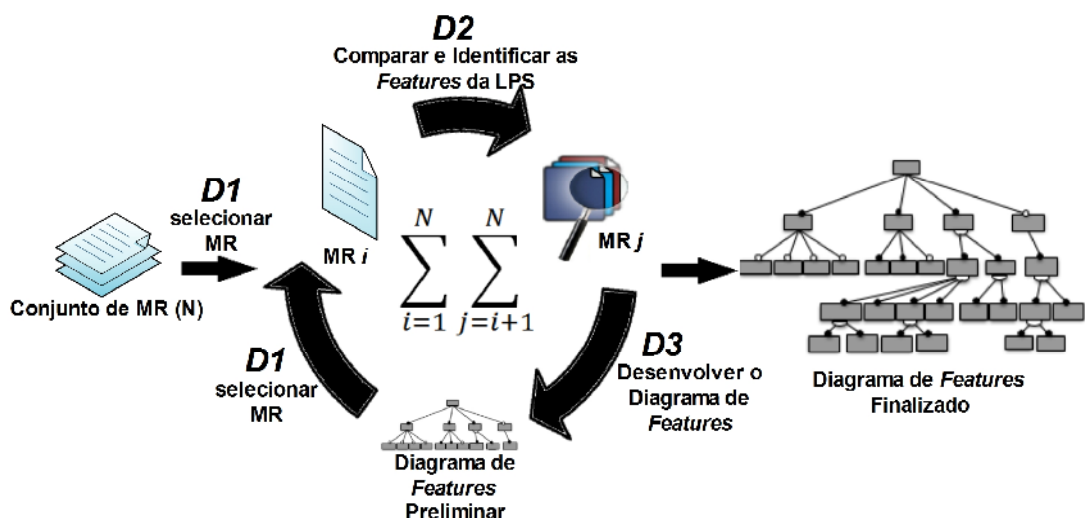 D2
Comparar e Identificar as
Features da LPS
D1
selecionar
MR
Conjunto de MR (N)
MR i
N N
∑ ∑
i=1 j=i+1
MR j
D1
selecionar
MR
D3
Desenvolver o
Diagrama de
Features
Diagrama de
Features
Preliminar
Diagrama de Features
Finalizado